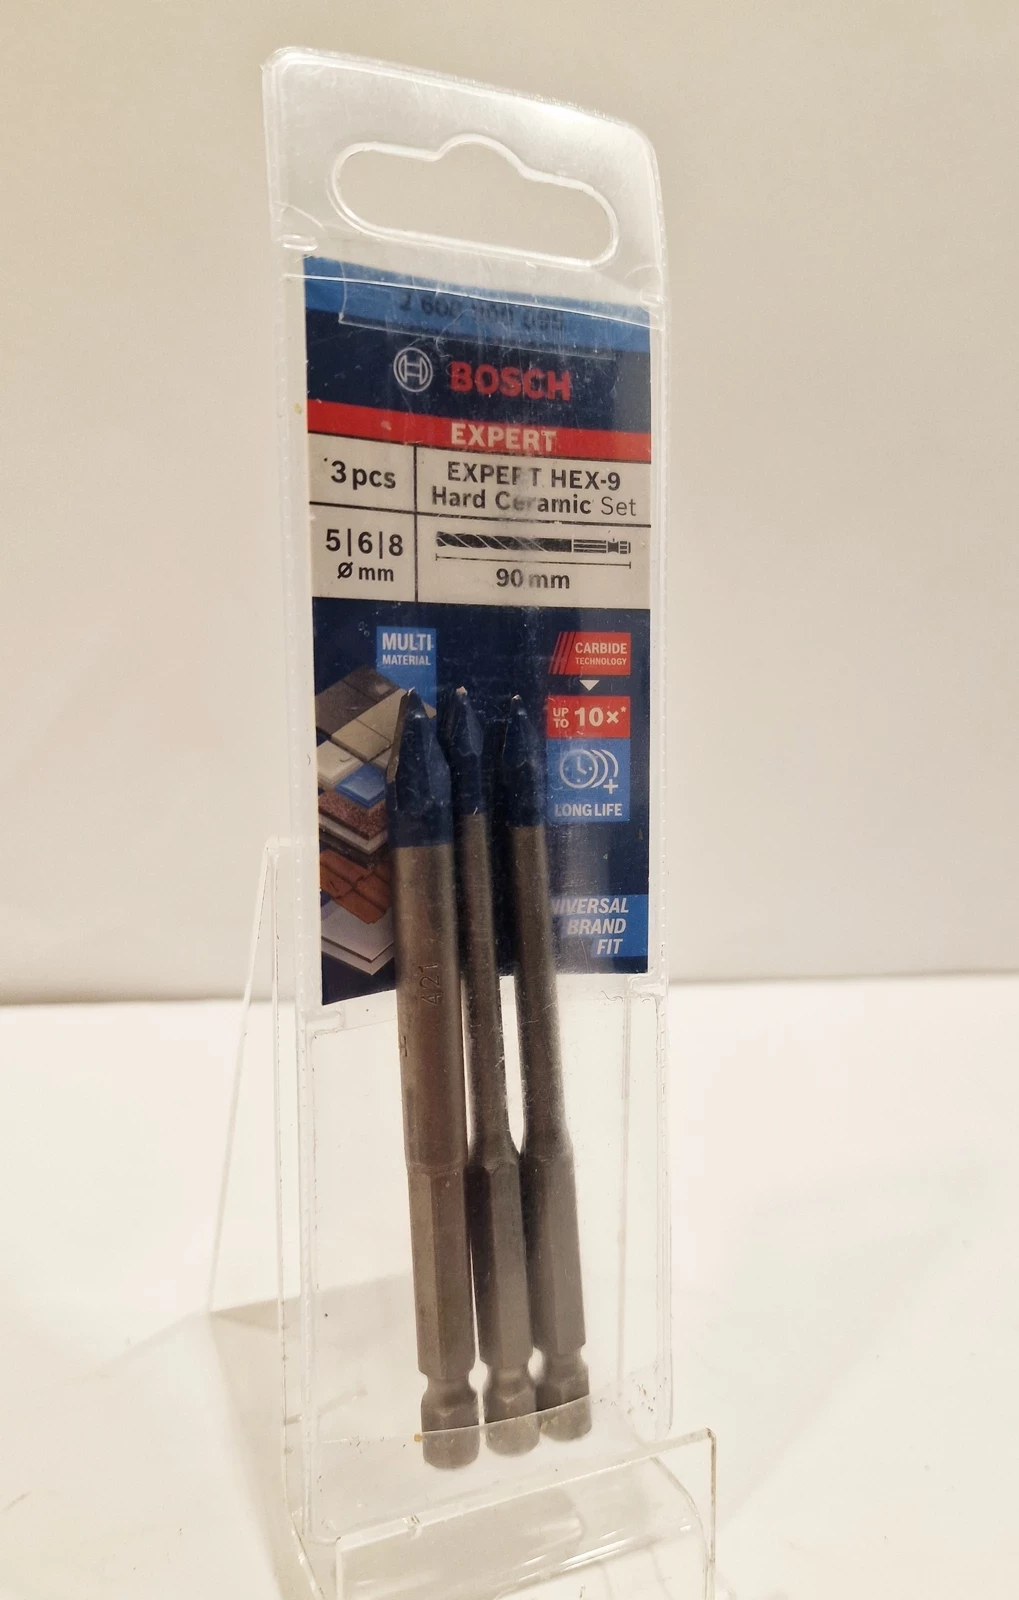 BOSCH
EXPERT
3 pcs
EXPERT HEX-9
Hard Ceramic Set
5|6|8
Ø mm
90 mm
MULTI
MATERIAL
CARBIDE
TECHNOLOGY
UP TO 10x*
LONG LIFE
BRAND
FIT
421